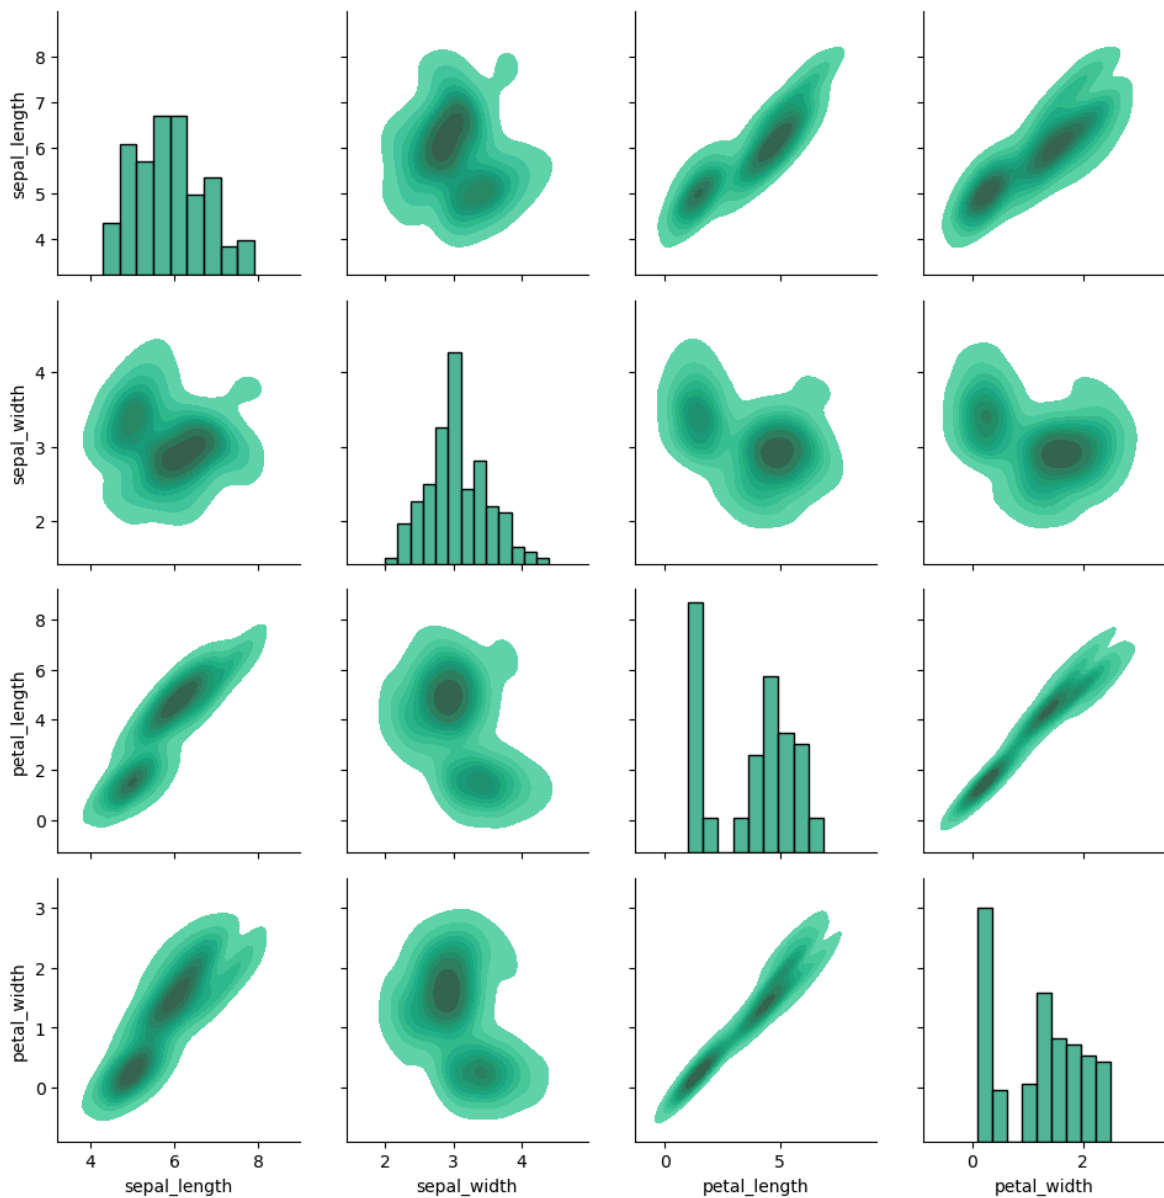 sepal_length
8
7
6
5
4
sepal_width
4
3
2
petal_length
8
6
4
2
0
petal_width
3
2
1
0
4 6 8
2 3 4
0 5
0 2
sepal_length sepal_width petal_length petal_width